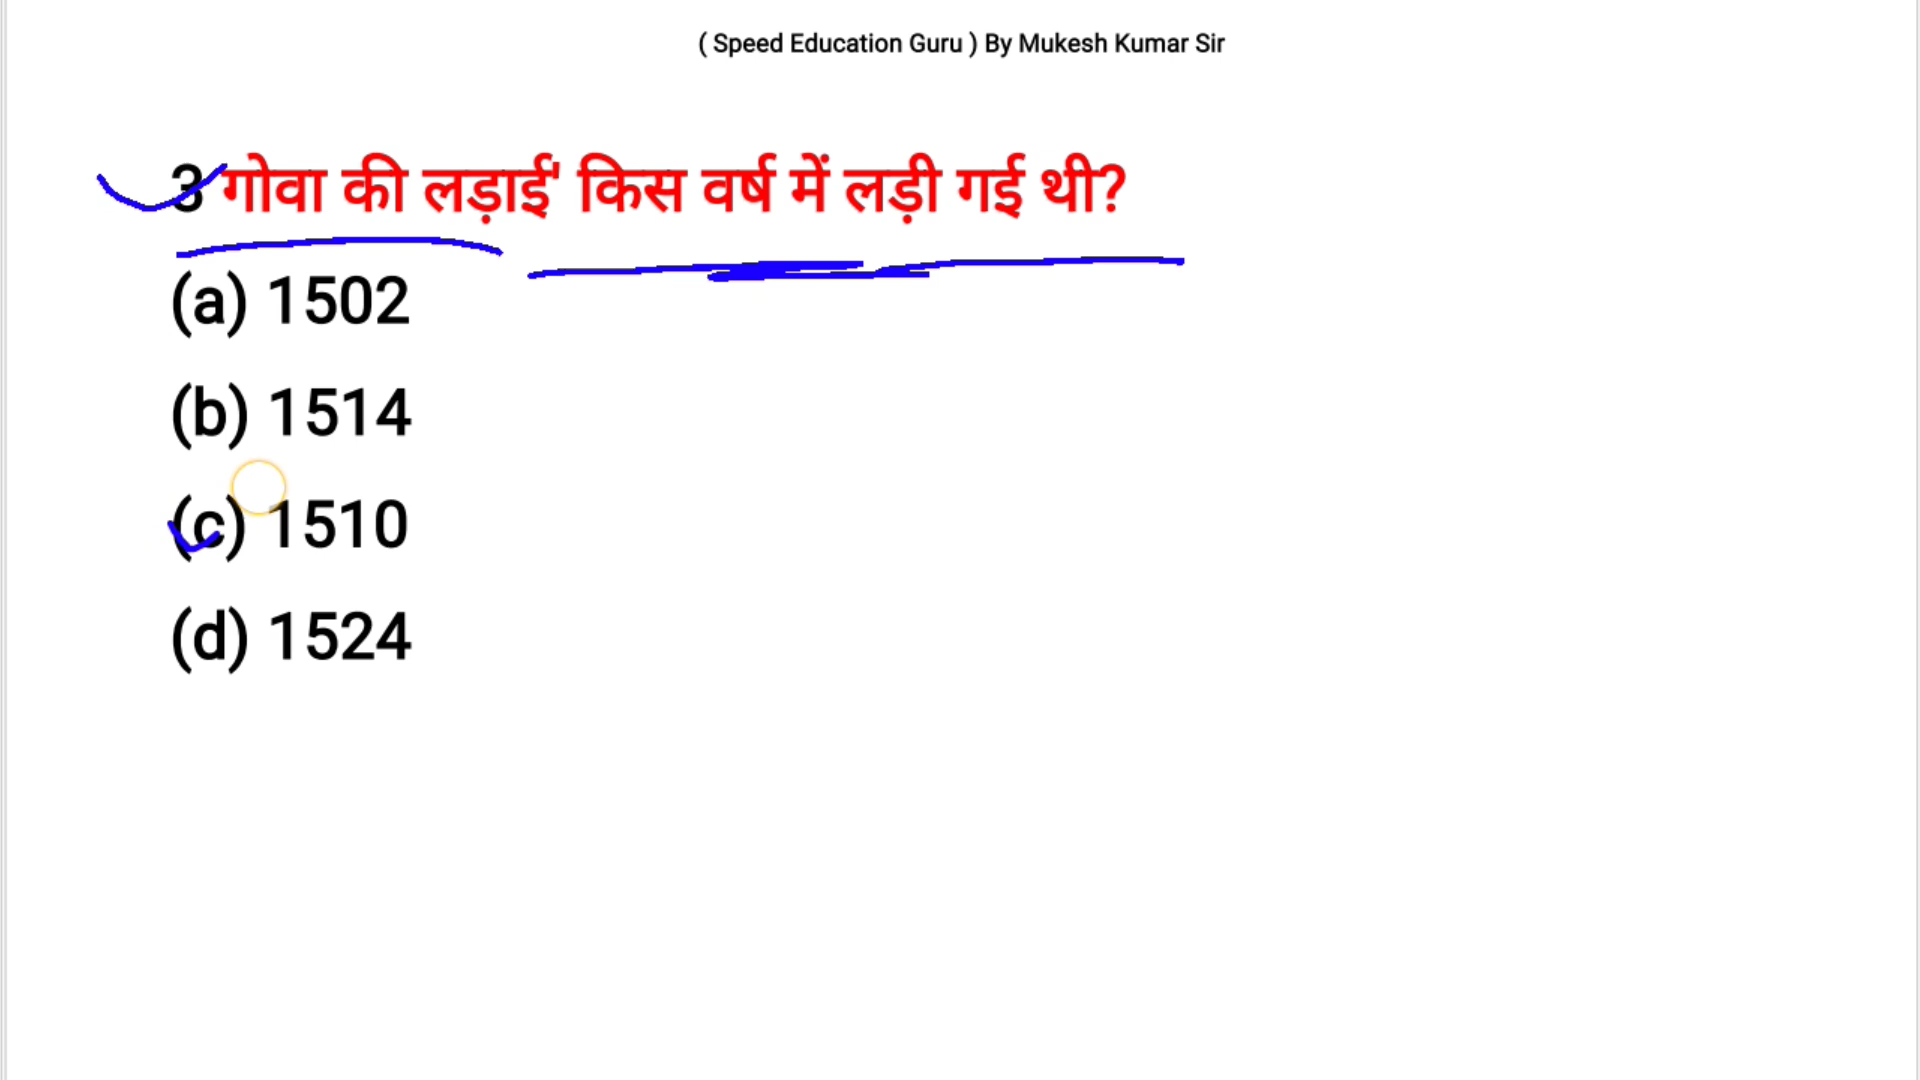 ( Speed Education Guru ) By Mukesh Kumar Sir
3 गोवा की लड़ाई' किस वर्ष में लड़ी गई थी?
(a) 1502
(b) 1514
(c) 1510
(d) 1524